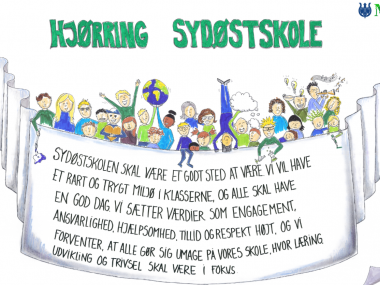 HJØRRING SYDØSTSKOLE
SYDØSTSKOLEN SKAL VÆRE ET GODT STED AT VÆRE. VI VIL HAVE
ET RART OG TRYGT MILJØ I KLASSERNE, OG ALLE SKAL HAVE
EN GOD DAG. VI SÆTTER VÆRDIER SOM ENGAGEMENT,
ANSVARLIGHED, HJÆLPSOMHED, TILLID OG RESPEKT HØJT, OG VI
FORVENTER, AT ALLE GØR SIG UMAGE PÅ VORES SKOLE, HVOR LÆRING,
UDVIKLING OG TRIVSEL SKAL VÆRE I FOKUS